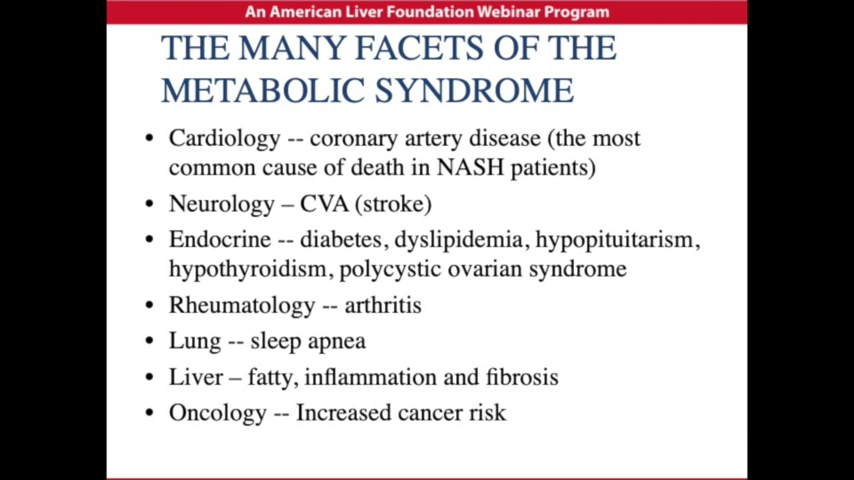 An American Liver Foundation Webinar Program
THE MANY FACETS OF THE
METABOLIC SYNDROME
• Cardiology -- coronary artery disease (the most
common cause of death in NASH patients)
• Neurology – CVA (stroke)
• Endocrine -- diabetes, dyslipidemia, hypopituitarism,
hypothyroidism, polycystic ovarian syndrome
• Rheumatology -- arthritis
• Lung -- sleep apnea
• Liver – fatty, inflammation and fibrosis
• Oncology -- Increased cancer risk